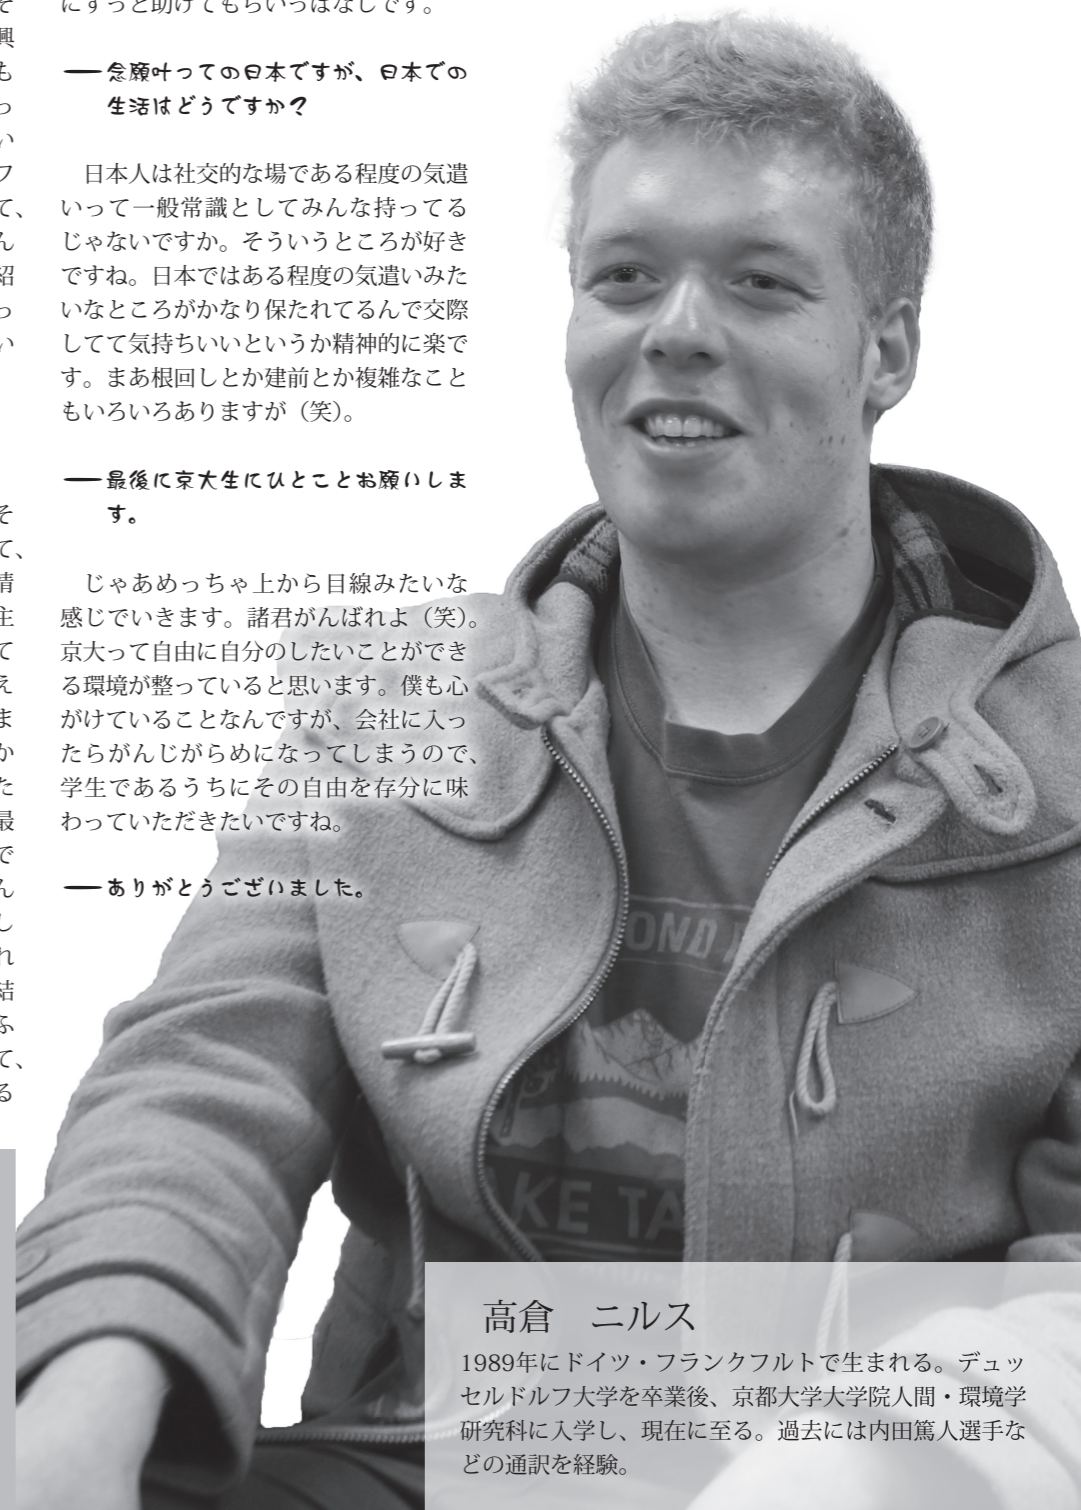 にずっと助けてもらいっぱなしです。
――念願叶っての日本ですが、日本での
生活はどうですか？
日本人は社交的な場である程度の気遣
いって一般常識としてみんな持ってる
じゃないですか。そういうところが好き
ですね。日本ではある程度の気遣いみた
いなところがかなり保たれてるんで交際
してて気持ちいいというか精神的に楽で
す。まあ根回しとか建前とか複雑なこと
もいろいろありますが（笑）。
――最後に京大生にひとことお願いしま
す。
じゃあめっちゃ上から目線みたいな
感じでいきます。諸君がんばれよ（笑）。
京大って自由に自分のしたいことができ
る環境が整っていると思います。僕も心
がけていることなんですが、会社に入っ
たらがんじがらめになってしまうので、
学生であるうちにその自由を存分に味
わっていただきたいですね。
――ありがとうございました。
OND
KE TA
高倉　ニルス
1989年にドイツ・フランクフルトで生まれる。デュッ
セルドルフ大学を卒業後、京都大学大学院人間・環境学
研究科に入学し、現在に至る。過去には内田篤人選手な
どの通訳を経験。